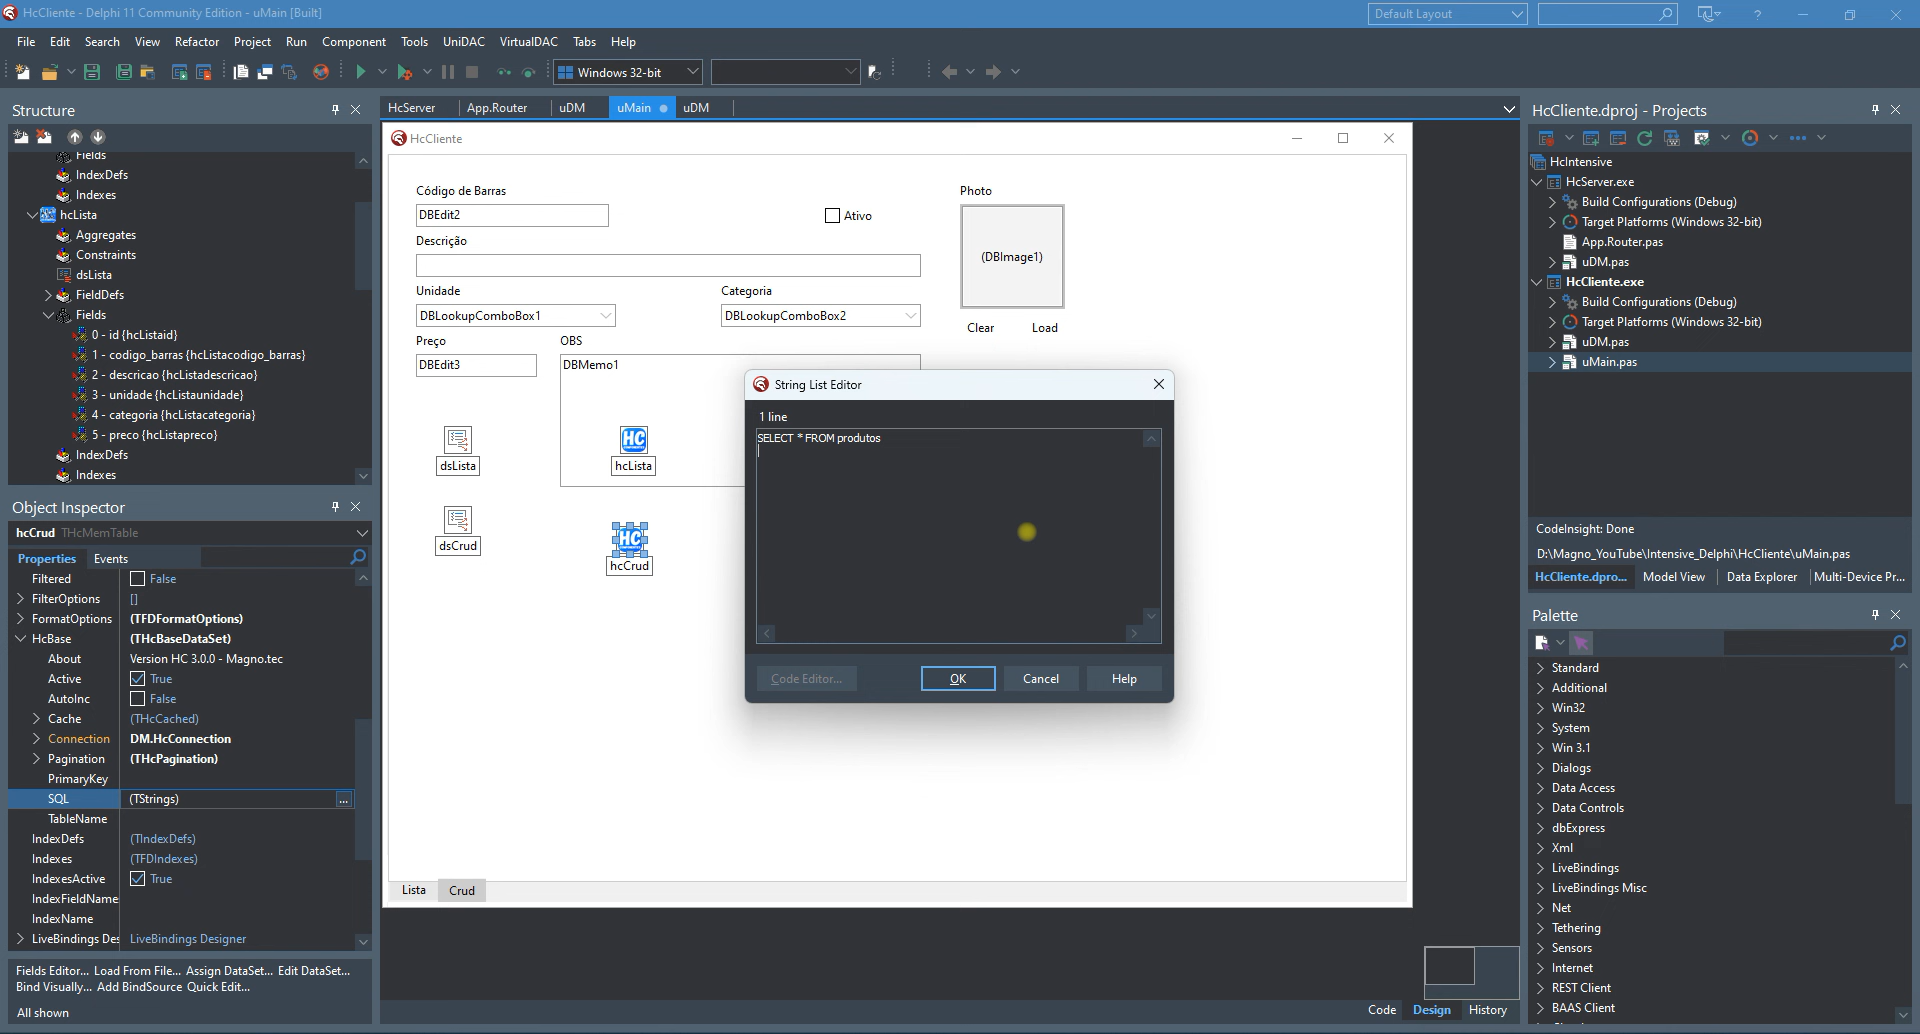 HcCliente - Delphi 11 Community Edition - uMain [Built]
Default Layout
?
File Edit Search View Refactor Project Run Component Tools UniDAC VirtualDAC Tabs Help
Windows 32-bit
Structure
Fields
IndexDefs
Indexes
hcLista
Aggregates
Constraints
dsLista
FieldDefs
Fields
0 - id {hcListaid}
1 - codigo_barras {hcListacodigo_barras}
2 - descricao {hcListadescricao}
3 - unidade {hcListaunidade}
4 - categoria {hcListacategoria}
5 - preco {hcListapreco}
IndexDefs
Indexes
Object Inspector
hcCrud THcMemTable
Properties Events
Filtered False
FilterOptions []
FormatOptions (TFDFormatOptions)
HcBase (THcBaseDataSet)
About Version HC 3.0.0 - Magno.tec
Active True
AutoInc False
Cache (THcCached)
Connection DM.HcConnection
Pagination (THcPagination)
PrimaryKey
SQL (TStrings) ...
TableName
IndexDefs (TIndexDefs)
Indexes (TFDIndexes)
IndexesActive True
IndexFieldName
IndexName
LiveBindings Des LiveBindings Designer
Fields Editor... Load From File... Assign DataSet... Edit DataSet...
Bind Visually... Add BindSource Quick Edit...
All shown
HcServer App.Router uDM uMain uDM
HcCliente
Código de Barras
DBEdit2
Ativo
Photo
(DBImage1)
Clear Load
Descrição
Unidade Categoria
DBLookupComboBox1 DBLookupComboBox2
Preço OBS
DBEdit3 DBMemo1
HC
dsLista hcLista
HC
dsCrud hcCrud
String List Editor
1 line
SELECT * FROM produtos
Code Editor... OK Cancel Help
Lista Crud
Code Design History
HcCliente.dproj - Projects
HcIntensive
HcServer.exe
Build Configurations (Debug)
Target Platforms (Windows 32-bit)
App.Router.pas
uDM.pas
HcCliente.exe
Build Configurations (Debug)
Target Platforms (Windows 32-bit)
uDM.pas
uMain.pas
CodeInsight: Done
D:\Magno_YouTube\Intensive_Delphi\HcCliente\uMain.pas
HcCliente.dpro... Model View Data Explorer Multi-Device Pr...
Palette
Standard
Additional
Win32
System
Win 3.1
Dialogs
Data Access
Data Controls
dbExpress
Xml
LiveBindings
LiveBindings Misc
Net
Tethering
Sensors
Internet
REST Client
BAAS Client